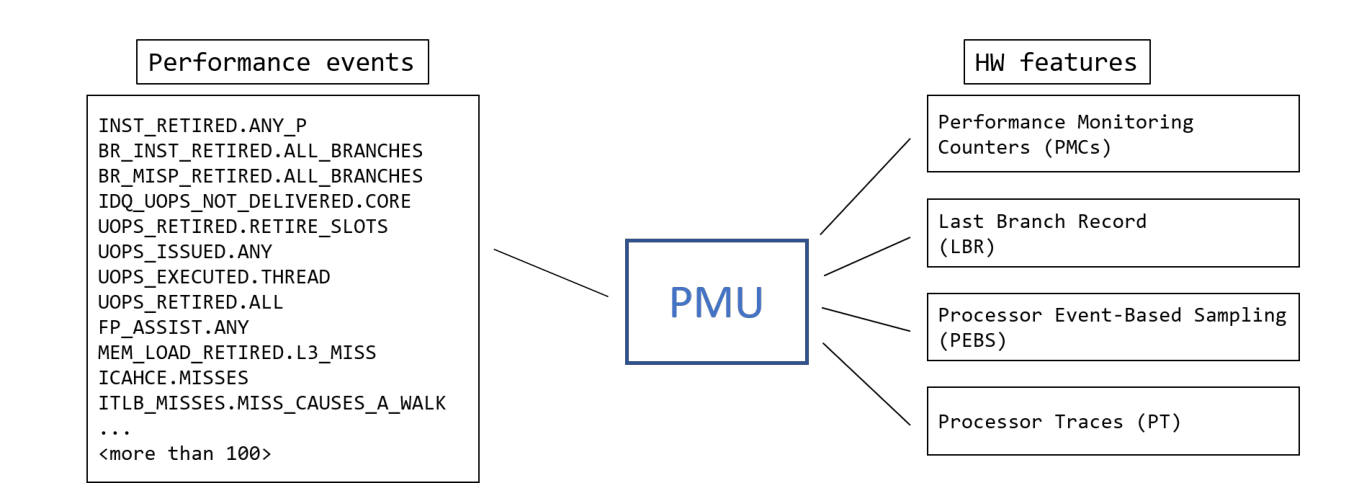 Performance events
INST_RETIRED.ANY_P
BR_INST_RETIRED.ALL_BRANCHES
BR_MISP_RETIRED.ALL_BRANCHES
IDQ_UOPS_NOT_DELIVERED.CORE
UOPS_RETIRED.RETIRE_SLOTS
UOPS_ISSUED.ANY
UOPS_EXECUTED.THREAD
UOPS_RETIRED.ALL
FP_ASSIST.ANY
MEM_LOAD_RETIRED.L3_MISS
ICAHCE.MISSES
ITLB_MISSES.MISS_CAUSES_A_WALK
...
<more than 100>
PMU
HW features
Performance Monitoring
Counters (PMCs)
Last Branch Record
(LBR)
Processor Event-Based Sampling
(PEBS)
Processor Traces (PT)